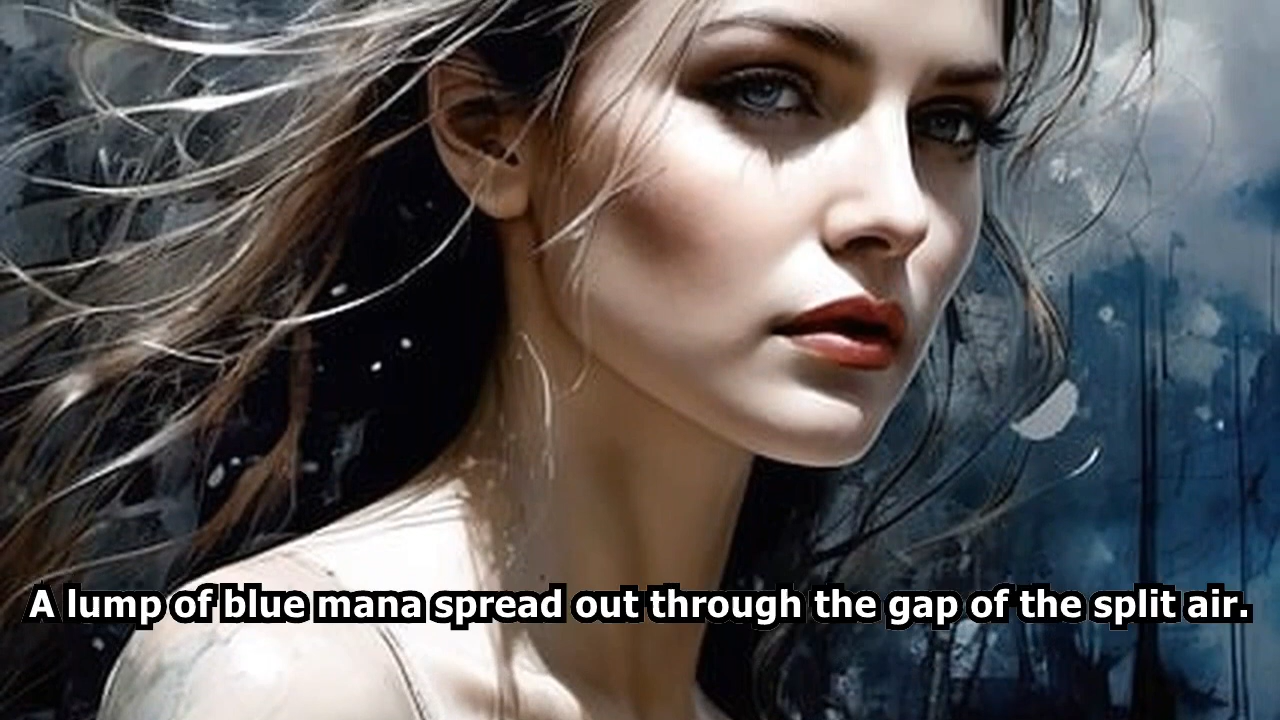 A lump of blue mana spread out through the gap of the split air.